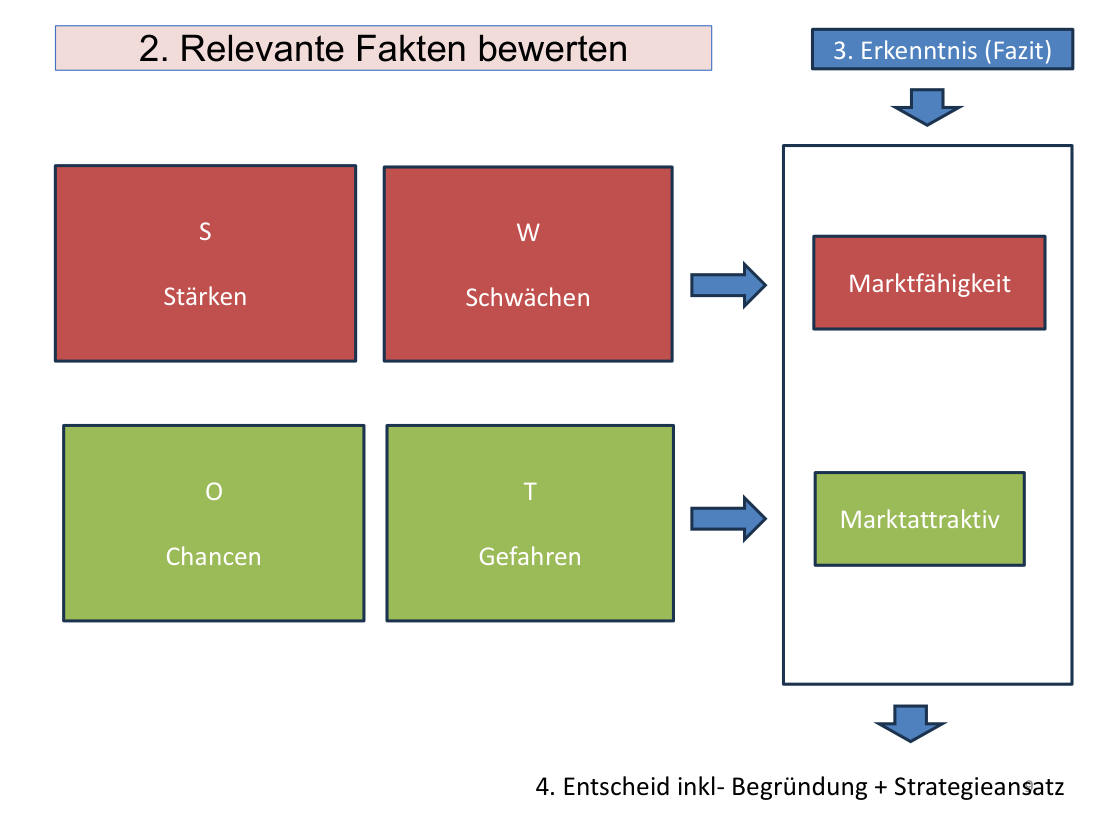 2. Relevante Fakten bewerten
3. Erkenntnis (Fazit)
S
Stärken
W
Schwächen
Marktfähigkeit
O
Chancen
T
Gefahren
Marktattraktiv
4. Entscheid inkl- Begründung + Strategieansatz